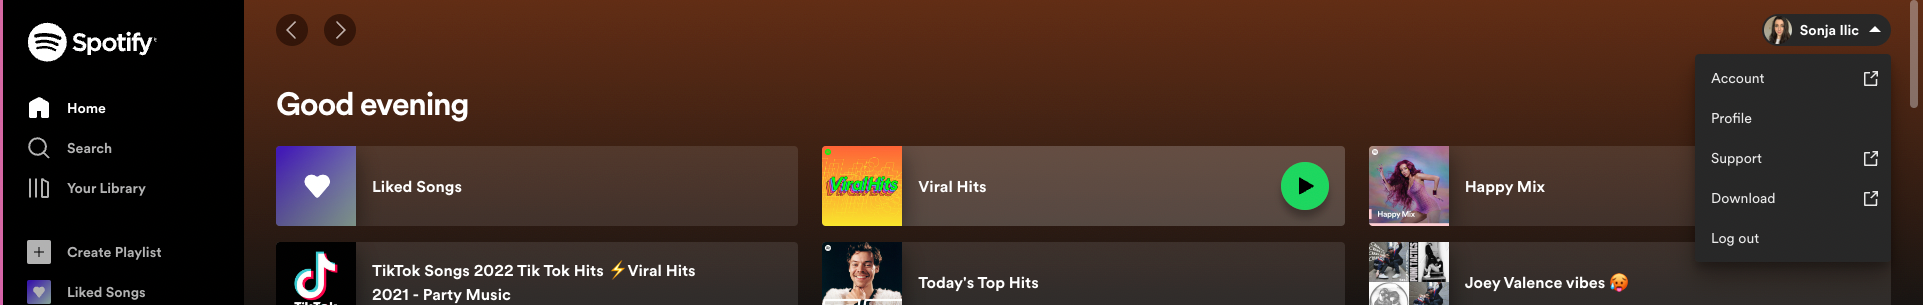 Spotify
Home
Search
Your Library
Create Playlist
Liked Songs
Sonja Ilic
Account
Profile
Support
Download
Log out
Good evening
Liked Songs
ViralHits
Viral Hits
Happy Mix
Happy Mix
TikTok
TikTok Songs 2022 Tik Tok Hits ⚡Viral Hits
2021 - Party Music
Today's Top Hits
Joey Valence vibes 🥵